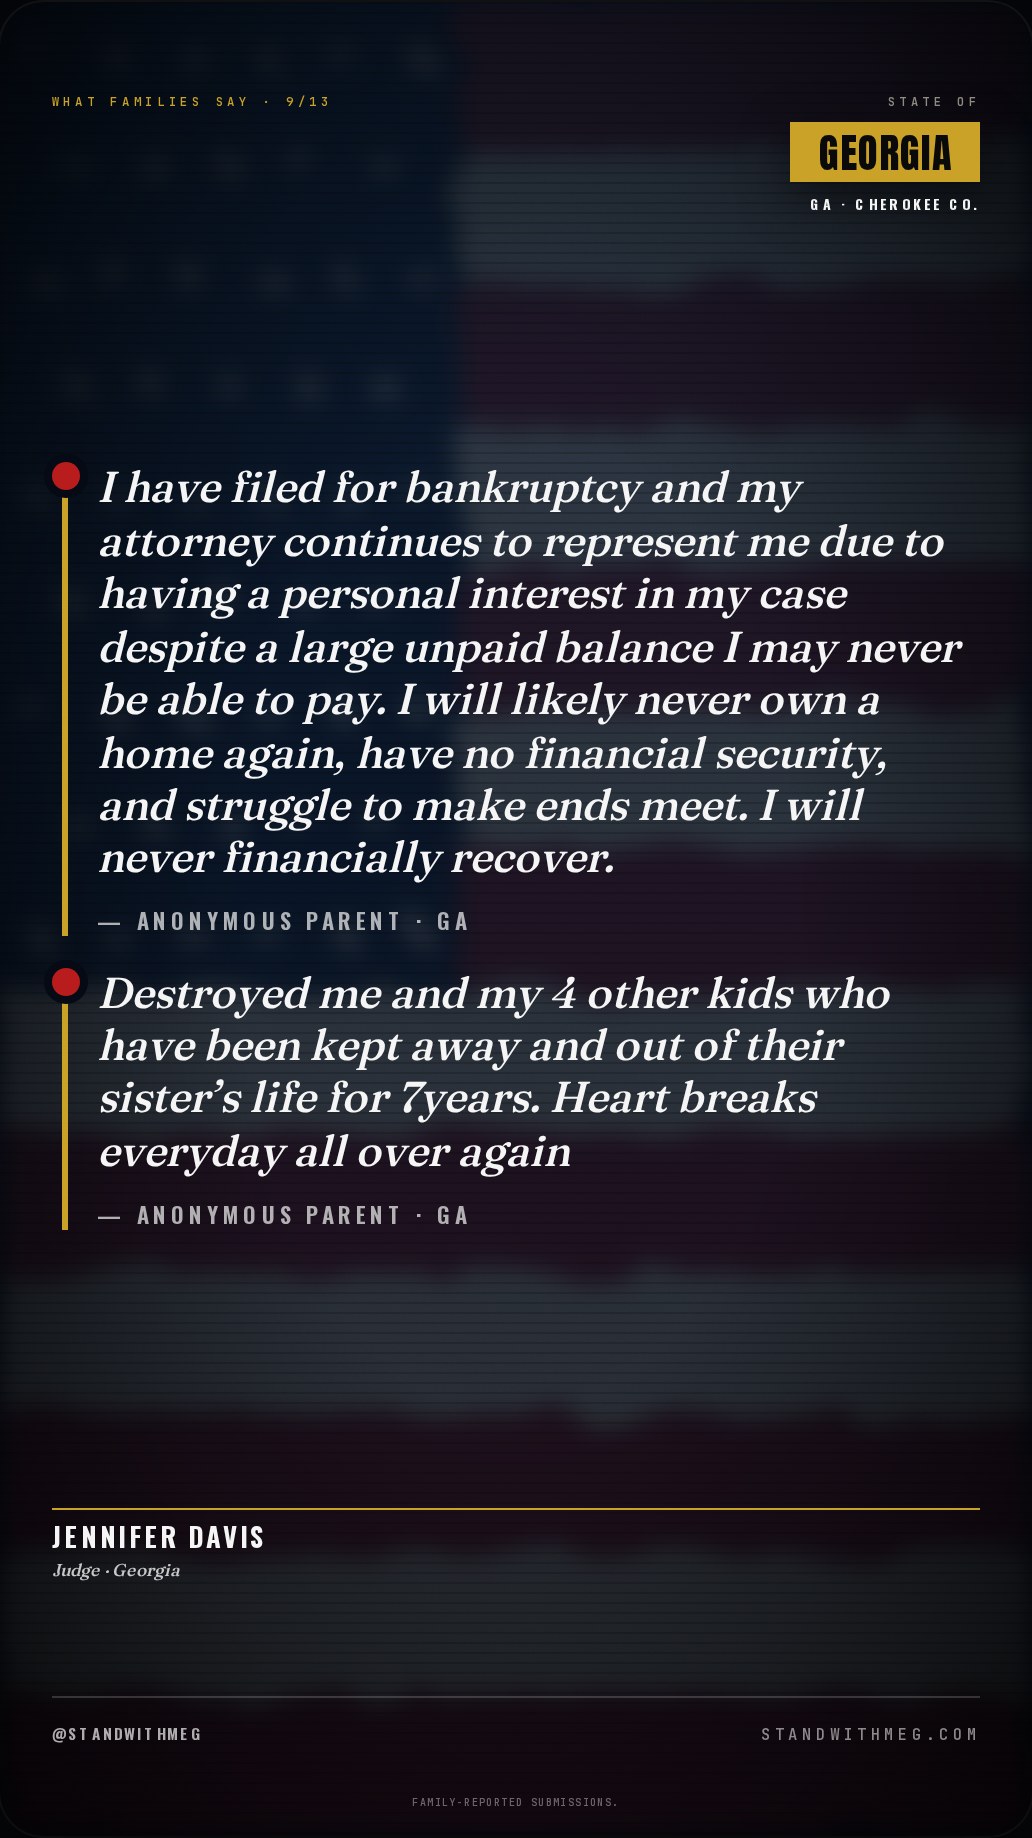 WHAT FAMILIES SAY · 9/13
STATE OF
GEORGIA
GA · CHEROKEE CO.
I have filed for bankruptcy and my
attorney continues to represent me due to
having a personal interest in my case
despite a large unpaid balance I may never
be able to pay. I will likely never own a
home again, have no financial security,
and struggle to make ends meet. I will
never financially recover.
— ANONYMOUS PARENT · GA
Destroyed me and my 4 other kids who
have been kept away and out of their
sister’s life for 7years. Heart breaks
everyday all over again
— ANONYMOUS PARENT · GA
JENNIFER DAVIS
Judge · Georgia
@STANDWITHMEG
STANDWITHMEG.COM
FAMILY-REPORTED SUBMISSIONS.